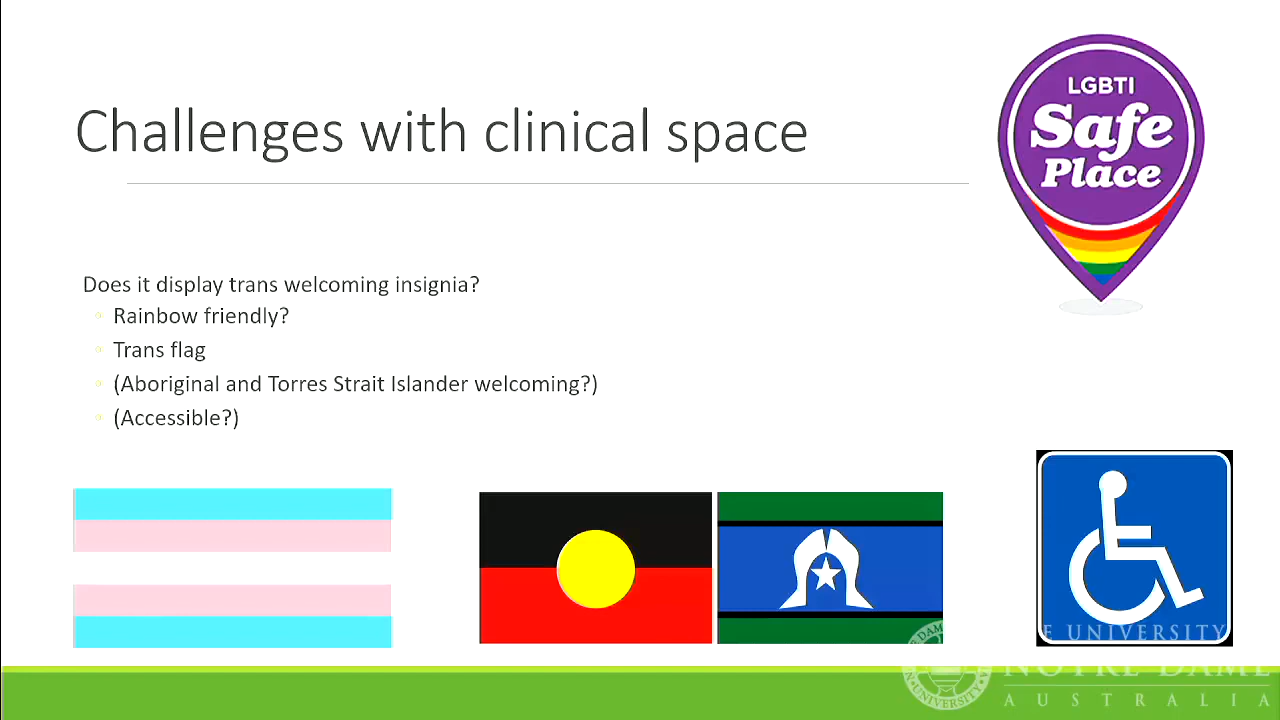 Challenges with clinical space
LGBTI
Safe
Place
Does it display trans welcoming insignia?
Rainbow friendly?
Trans flag
(Aboriginal and Torres Strait Islander welcoming?)
(Accessible?)
UNIVERSITY
NOTRE DAME
AUSTRALIA